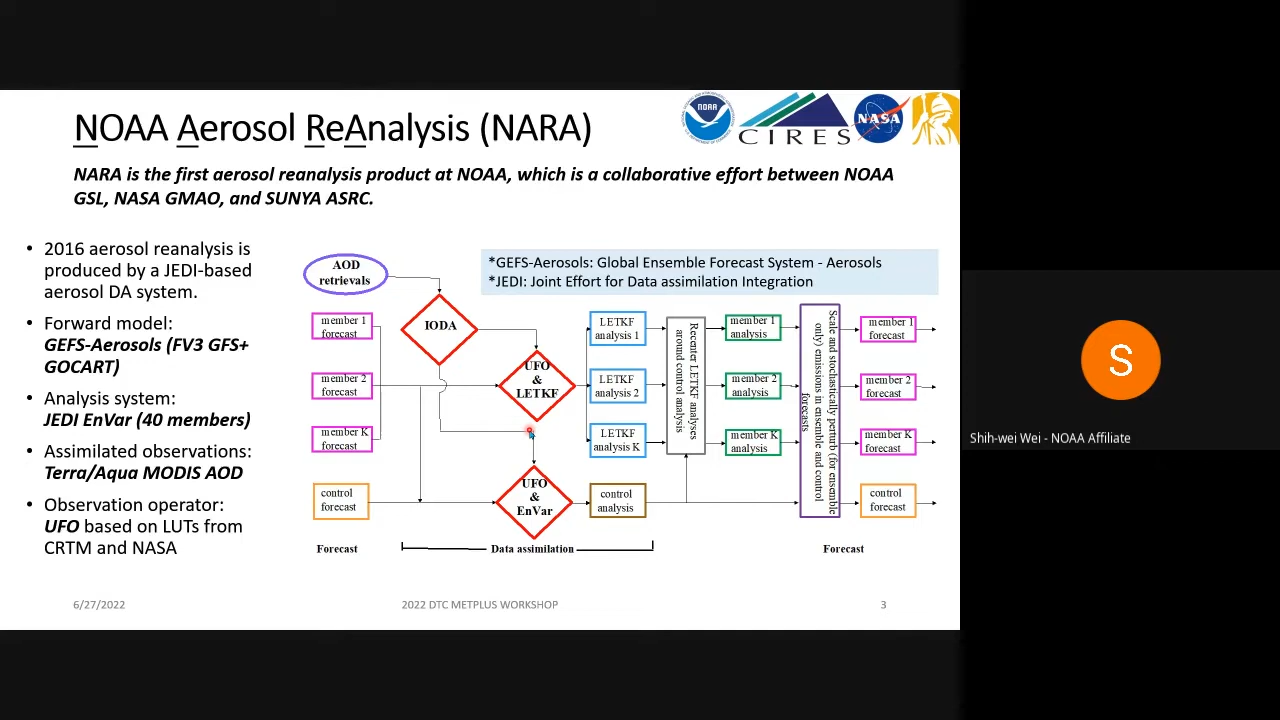 NOAA Aerosol ReAnalysis (NARA)
NOAA
CIRES
NASA
NARA is the first aerosol reanalysis product at NOAA, which is a collaborative effort between NOAA
GSL, NASA GMAO, and SUNYA ASRC.
• 2016 aerosol reanalysis is
produced by a JEDI-based
aerosol DA system.
• Forward model:
GEFS-Aerosols (FV3 GFS+
GOCART)
• Analysis system:
JEDI EnVar (40 members)
• Assimilated observations:
Terra/Aqua MODIS AOD
• Observation operator:
UFO based on LUTs from
CRTM and NASA
*GEFS-Aerosols: Global Ensemble Forecast System - Aerosols
*JEDI: Joint Effort for Data assimilation Integration
AOD
retrievals
IODA
member 1
forecast
member 2
forecast
member K
forecast
control
forecast
UFO
&
LETKF
UFO
&
EnVar
LETKF
analysis 1
LETKF
analysis 2
LETKF
analysis K
control
analysis
Recenter LETKF analyses
around control analysis
member 1
analysis
member 2
analysis
member K
analysis
Scale and stochastically perturb (for ensemble
only) emissions in ensemble and control
forecasts
member 1
forecast
member 2
forecast
member K
forecast
control
forecast
Forecast
Data assimilation
Forecast
6/27/2022
2022 DTC METPLUS WORKSHOP
3
S
Shih-wei Wei - NOAA Affiliate